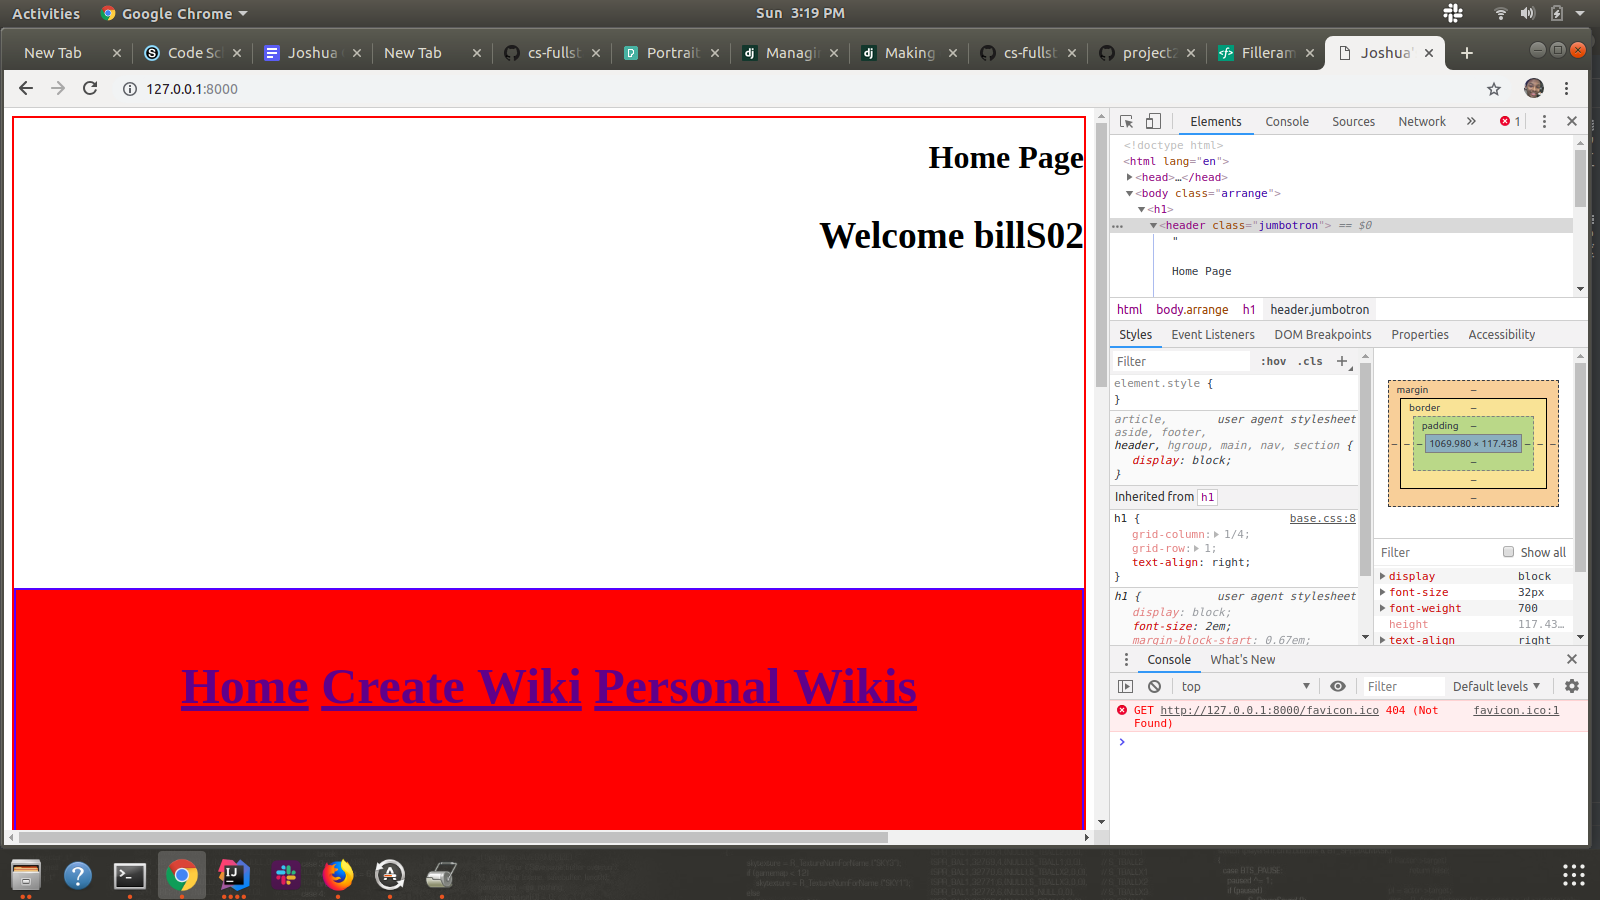 Activities Google Chrome Sun 3:19 PM
New Tab Code Sc Joshua New Tab cs-fullst Portrait Managi Making cs-fullst project2 Filleram Joshua'
127.0.0.1:8000
Home Page
Welcome billS02
Home Create Wiki Personal Wikis
Elements Console Sources Network » 1
<!doctype html>
<html lang="en">
<head>…</head>
<body class="arrange">
<h1>
<header class="jumbotron"> == $0
"
Home Page
html body.arrange h1 header.jumbotron
Styles Event Listeners DOM Breakpoints Properties Accessibility
Filter :hov .cls +
element.style {
}
article, user agent stylesheet
aside, footer,
header, hgroup, main, nav, section {
display: block;
}
Inherited from h1
h1 { base.css:8
grid-column: 1/4;
grid-row: 1;
text-align: right;
}
h1 { user agent stylesheet
display: block;
font-size: 2em;
margin-block-start: 0.67em;
margin –
border –
padding –
– – – 1069.980 × 117.438 – – –
–
–
–
Filter Show all
display block
font-size 32px
font-weight 700
height 117.43…
text-align right
Console What's New
top Filter Default levels
GET http://127.0.0.1:8000/favicon.ico 404 (Not Found) favicon.ico:1
>